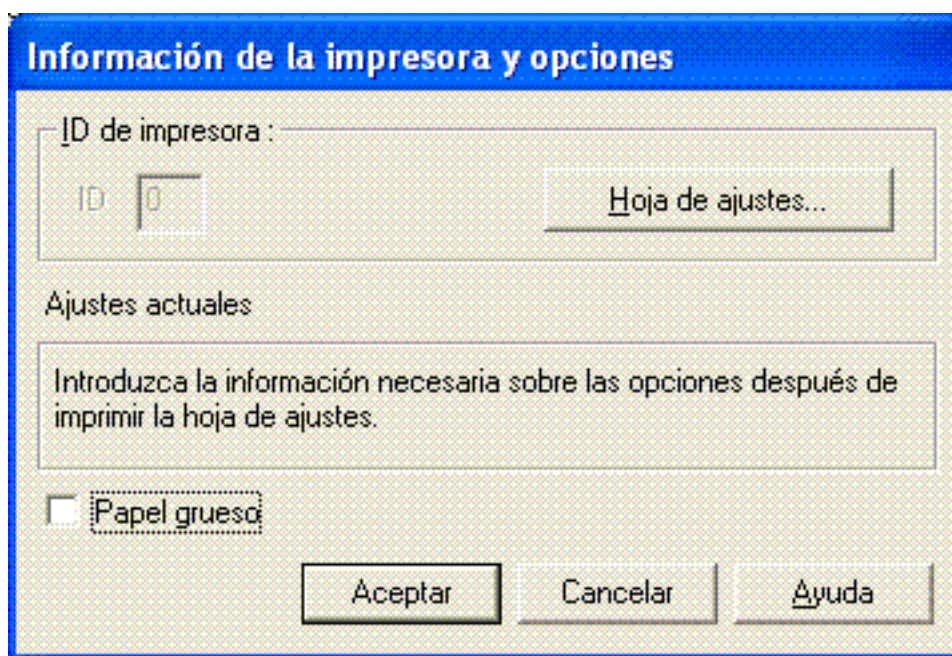 Información de la impresora y opciones
ID de impresora :
ID 0 Hoja de ajustes...
Ajustes actuales
Introduzca la información necesaria sobre las opciones después de
imprimir la hoja de ajustes.
Papel grueso
Aceptar Cancelar Ayuda